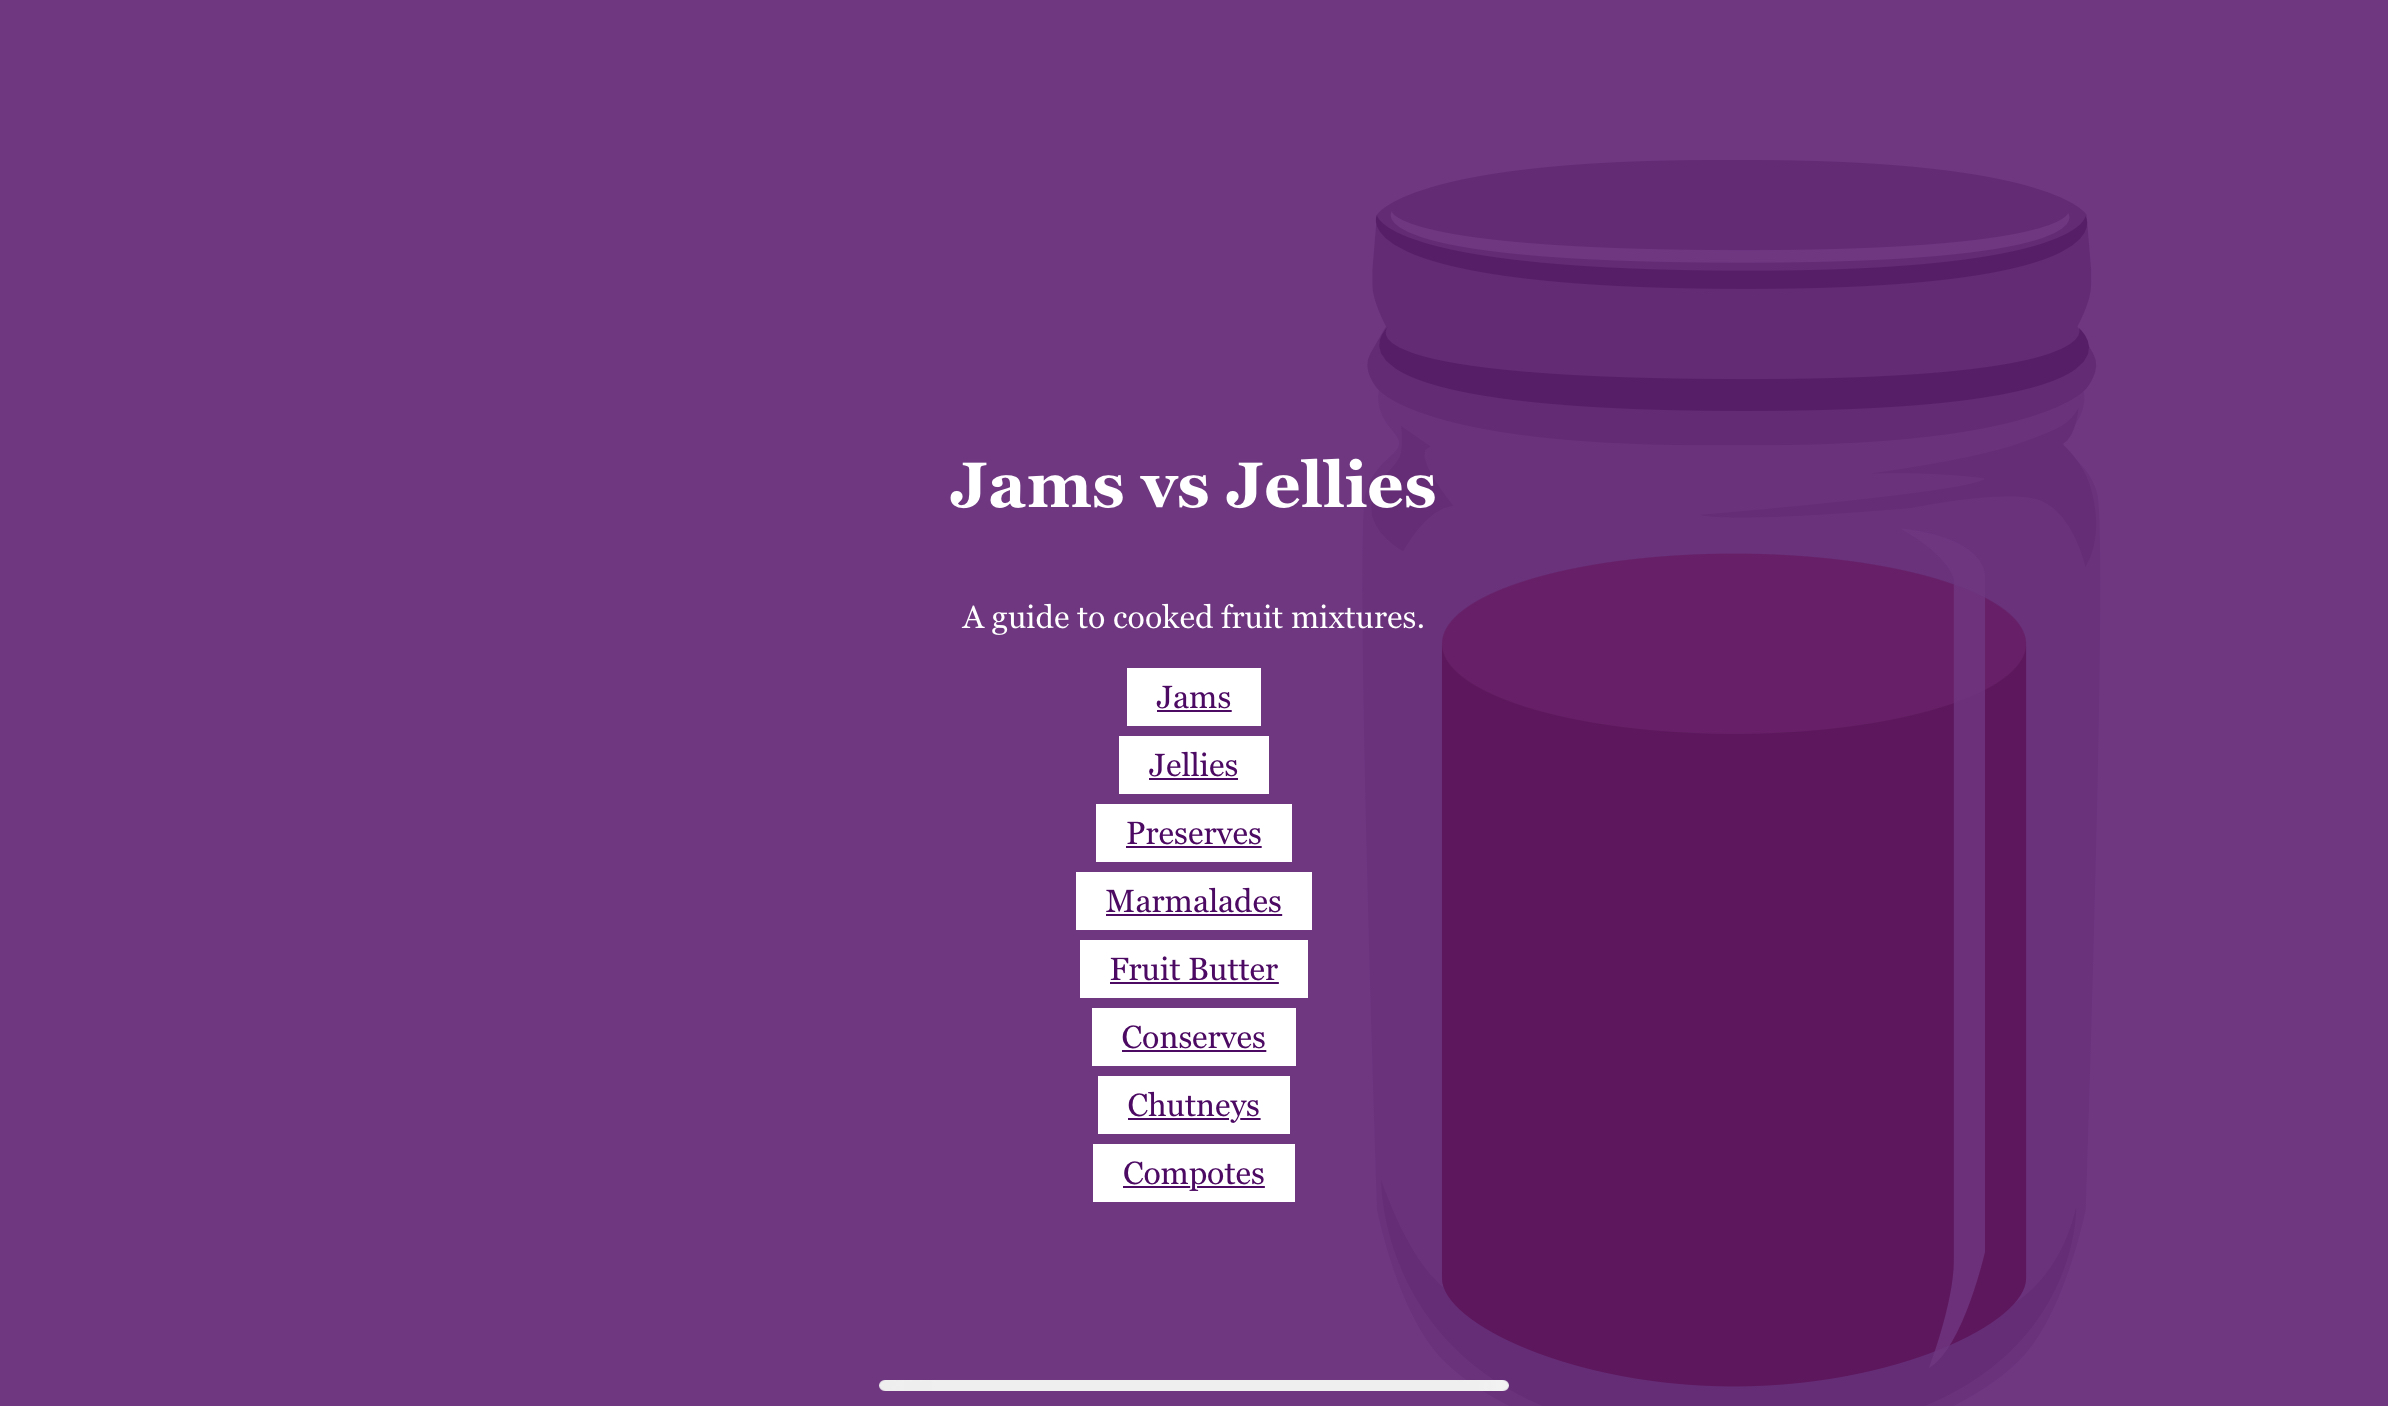 Jams vs Jellies
A guide to cooked fruit mixtures.
Jams
Jellies
Preserves
Marmalades
Fruit Butter
Conserves
Chutneys
Compotes